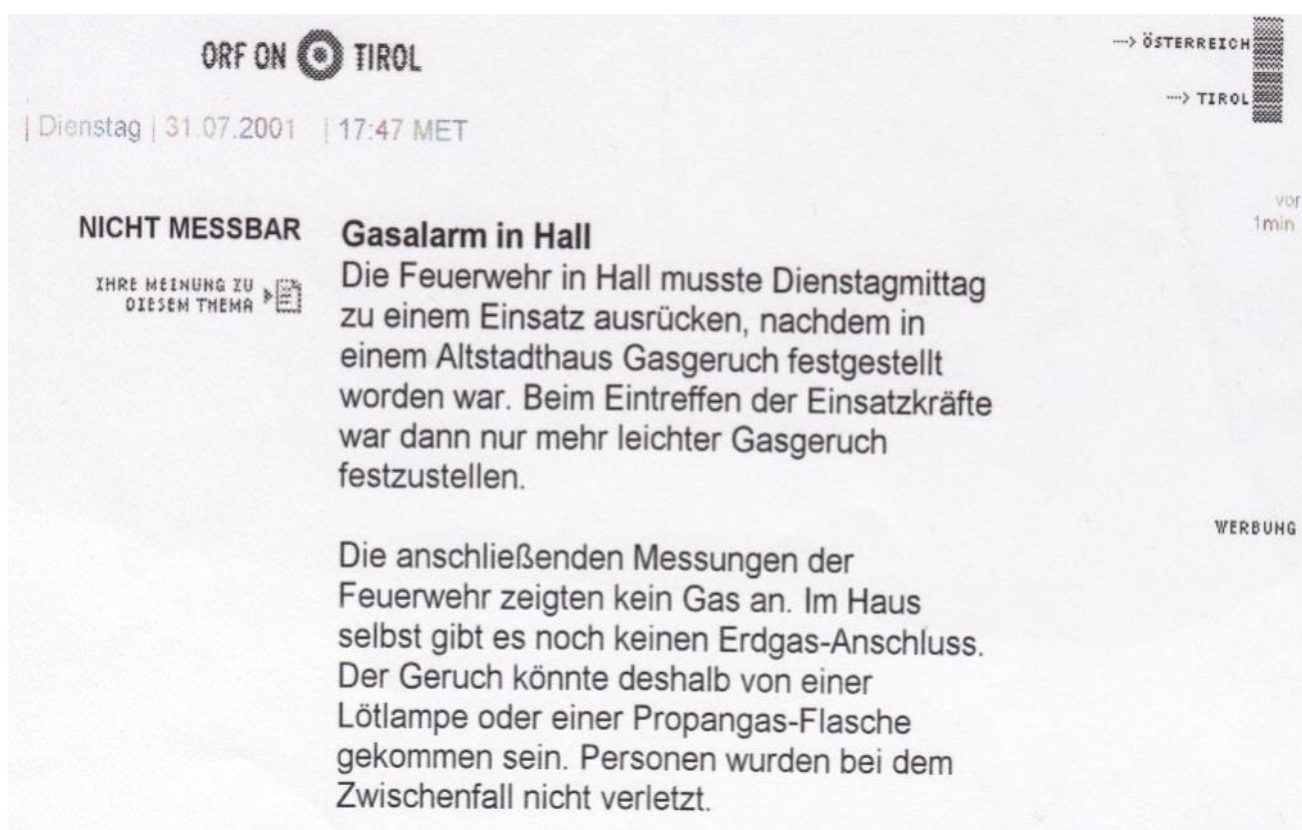 ORF ON TIROL
---> ÖSTERREICH
---> TIROL
| Dienstag | 31.07.2001 | 17:47 MET
vor
1min
NICHT MESSBAR
IHRE MEINUNG ZU
DIESEM THEMA
Gasalarm in Hall
Die Feuerwehr in Hall musste Dienstagmittag
zu einem Einsatz ausrücken, nachdem in
einem Altstadthaus Gasgeruch festgestellt
worden war. Beim Eintreffen der Einsatzkräfte
war dann nur mehr leichter Gasgeruch
festzustellen.
WERBUNG
Die anschließenden Messungen der
Feuerwehr zeigten kein Gas an. Im Haus
selbst gibt es noch keinen Erdgas-Anschluss.
Der Geruch könnte deshalb von einer
Lötlampe oder einer Propangas-Flasche
gekommen sein. Personen wurden bei dem
Zwischenfall nicht verletzt.